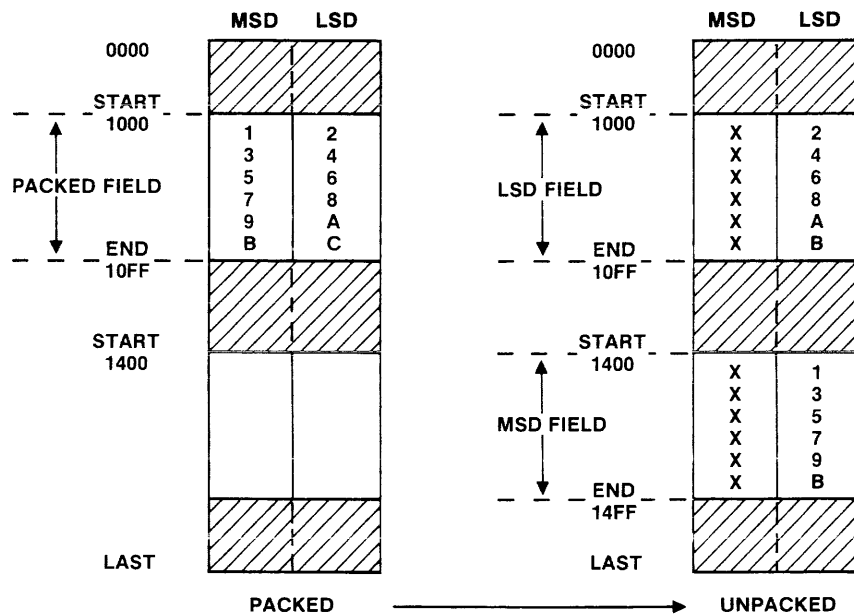 MSD LSD
0000
START
1000
PACKED FIELD
1 2
3 4
5 6
7 8
9 A
B C
END
10FF
START
1400
LAST
PACKED
MSD LSD
0000
START
1000
LSD FIELD
X 2
X 4
X 6
X 8
X A
X B
END
10FF
START
1400
MSD FIELD
X 1
X 3
X 5
X 7
X 9
X B
END
14FF
LAST
UNPACKED